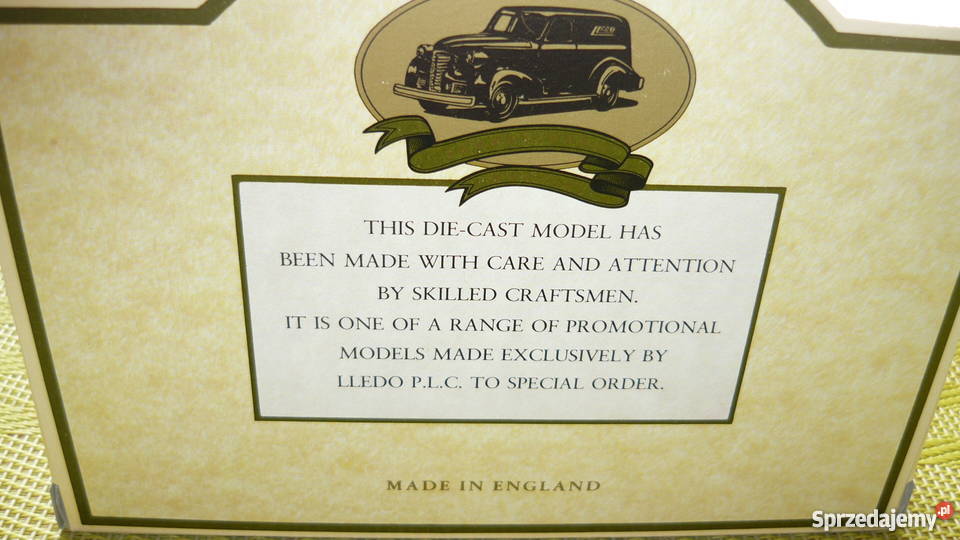 LLEDO
THIS DIE-CAST MODEL HAS
BEEN MADE WITH CARE AND ATTENTION
BY SKILLED CRAFTSMEN.
IT IS ONE OF A RANGE OF PROMOTIONAL
MODELS MADE EXCLUSIVELY BY
LLEDO P.L.C. TO SPECIAL ORDER.
MADE IN ENGLAND
Sprzedajemy.pl